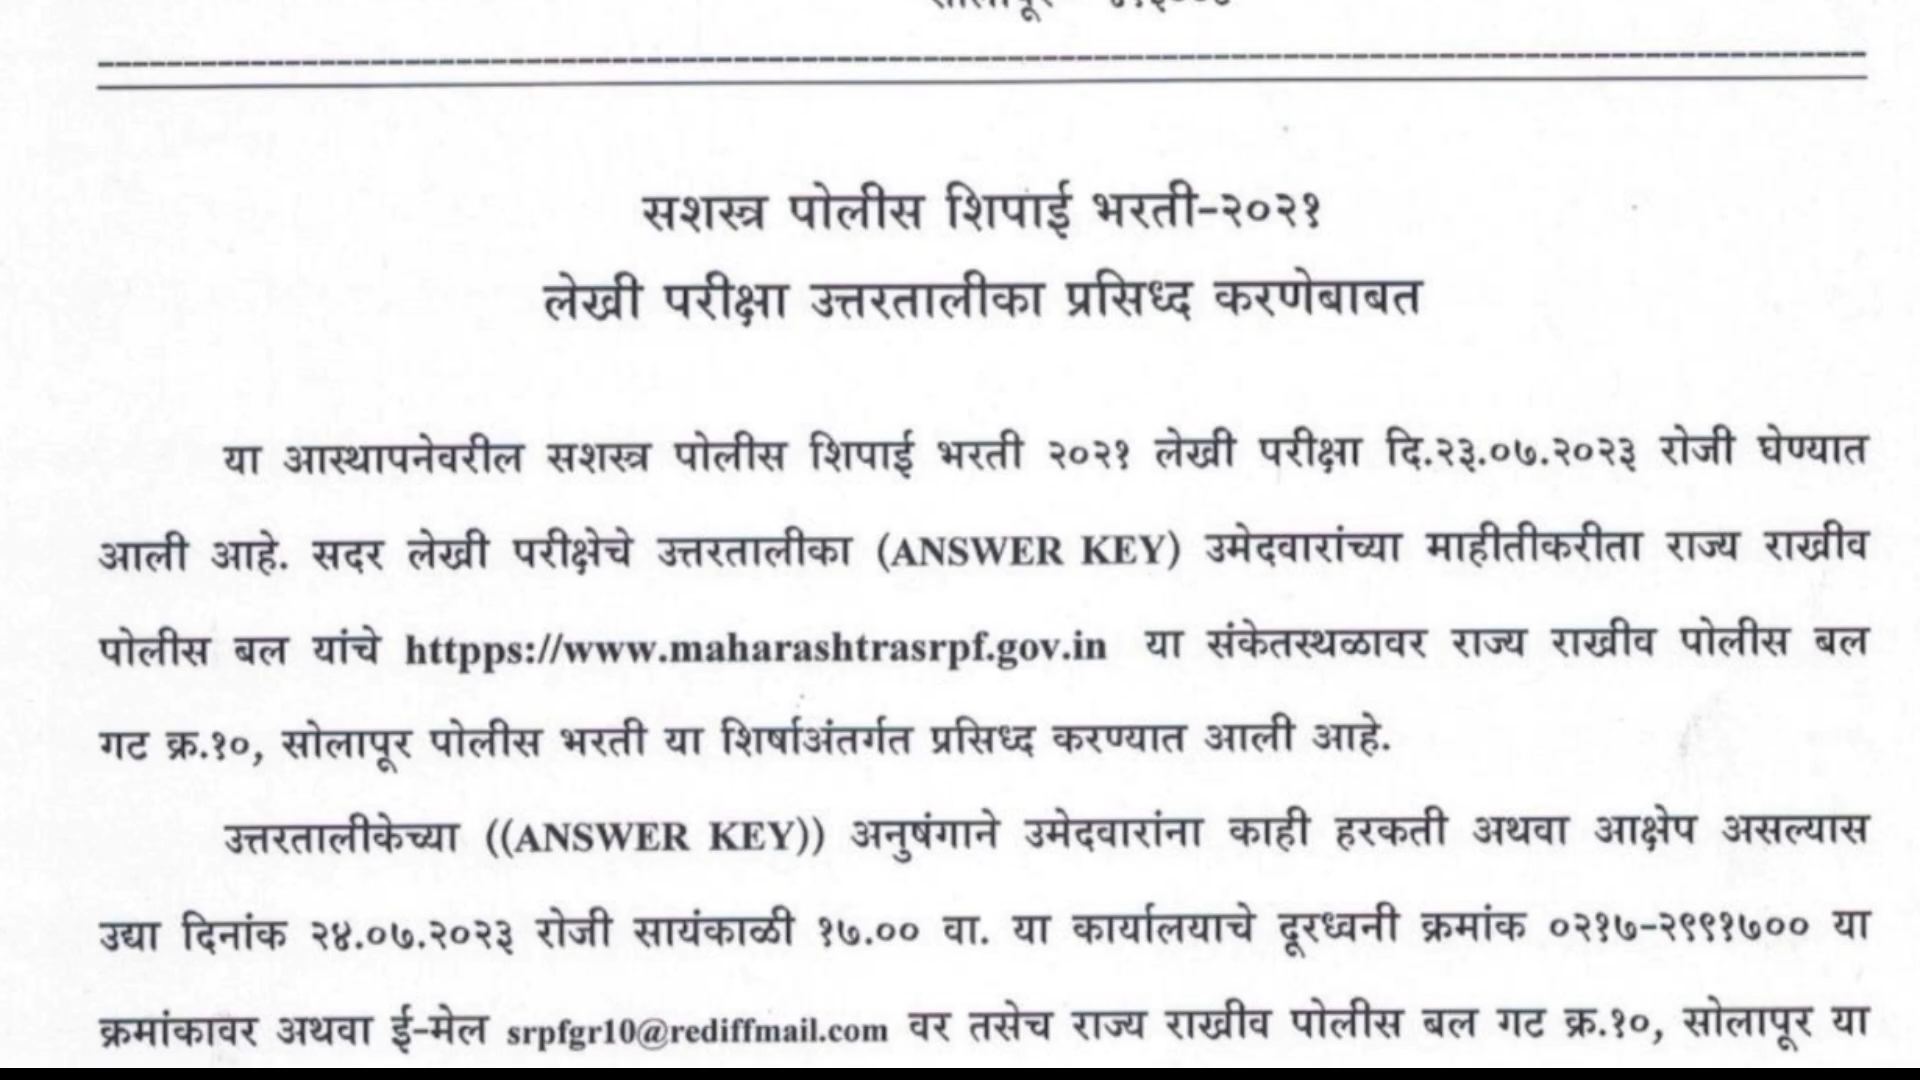 सशस्त्र पोलीस शिपाई भरती-२०२१
लेखी परीक्षा उत्तरतालीका प्रसिध्द करणेबाबत
या आस्थापनेवरील सशस्त्र पोलीस शिपाई भरती २०२१ लेखी परीक्षा दि.२३.०७.२०२३ रोजी घेण्यात
आली आहे. सदर लेखी परीक्षेचे उत्तरतालीका (ANSWER KEY) उमेदवारांच्या माहीतीकरीता राज्य राखीव
पोलीस बल यांचे httpps://www.maharashtrasrpf.gov.in या संकेतस्थळावर राज्य राखीव पोलीस बल
गट क्र.१०, सोलापूर पोलीस भरती या शिर्षाअंतर्गत प्रसिध्द करण्यात आली आहे.
उत्तरतालीकेच्या ((ANSWER KEY)) अनुषंगाने उमेदवारांना काही हरकती अथवा आक्षेप असल्यास
उद्या दिनांक २४.०७.२०२३ रोजी सायंकाळी १७.०० वा. या कार्यालयाचे दूरध्वनी क्रमांक ०२१७-२९९१७०० या
क्रमांकावर अथवा ई-मेल srpfgr10@rediffmail.com वर तसेच राज्य राखीव पोलीस बल गट क्र.१०, सोलापूर या